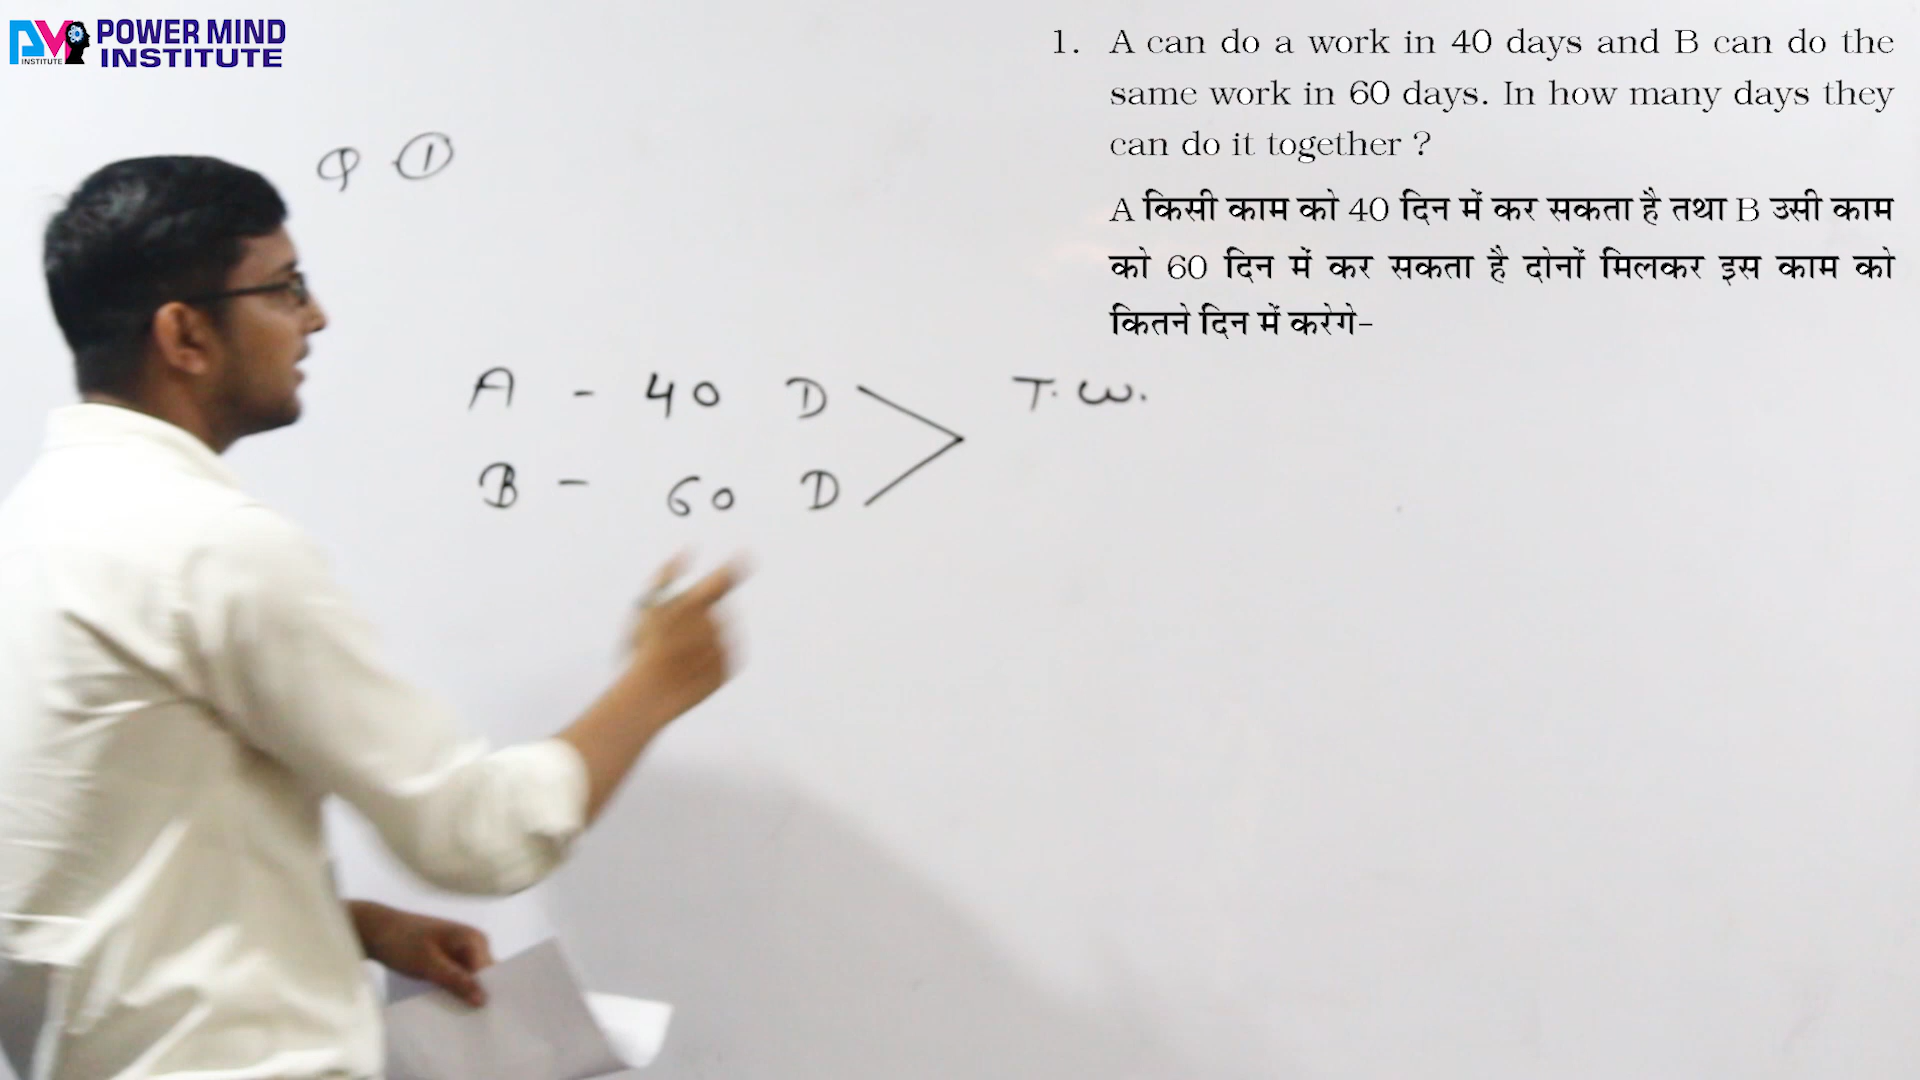 PM POWER MIND
INSTITUTE INSTITUTE
1. A can do a work in 40 days and B can do the
same work in 60 days. In how many days they
can do it together ?
A किसी काम को 40 दिन में कर सकता है तथा B उसी काम
को 60 दिन में कर सकता है दोनों मिलकर इस काम को
कितने दिन में करेगे-
Q ①
A - 40 D
B - 60 D
T. W.